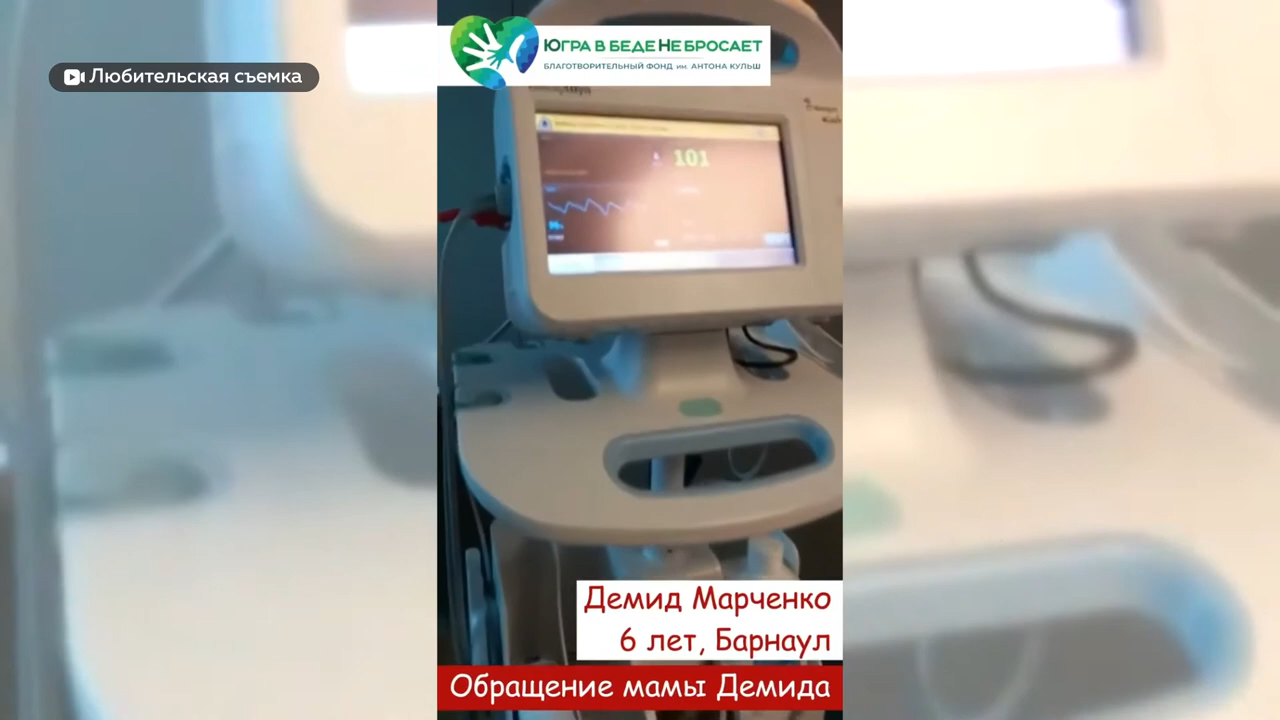 Любительская съемка
ЮГРА В БЕДЕ НЕ БРОСАЕТ
БЛАГОТВОРИТЕЛЬНЫЙ ФОНД ИМ. АНТОНА КУЛЬШ
101
Демид Марченко
6 лет, Барнаул
Обращение мамы Демида